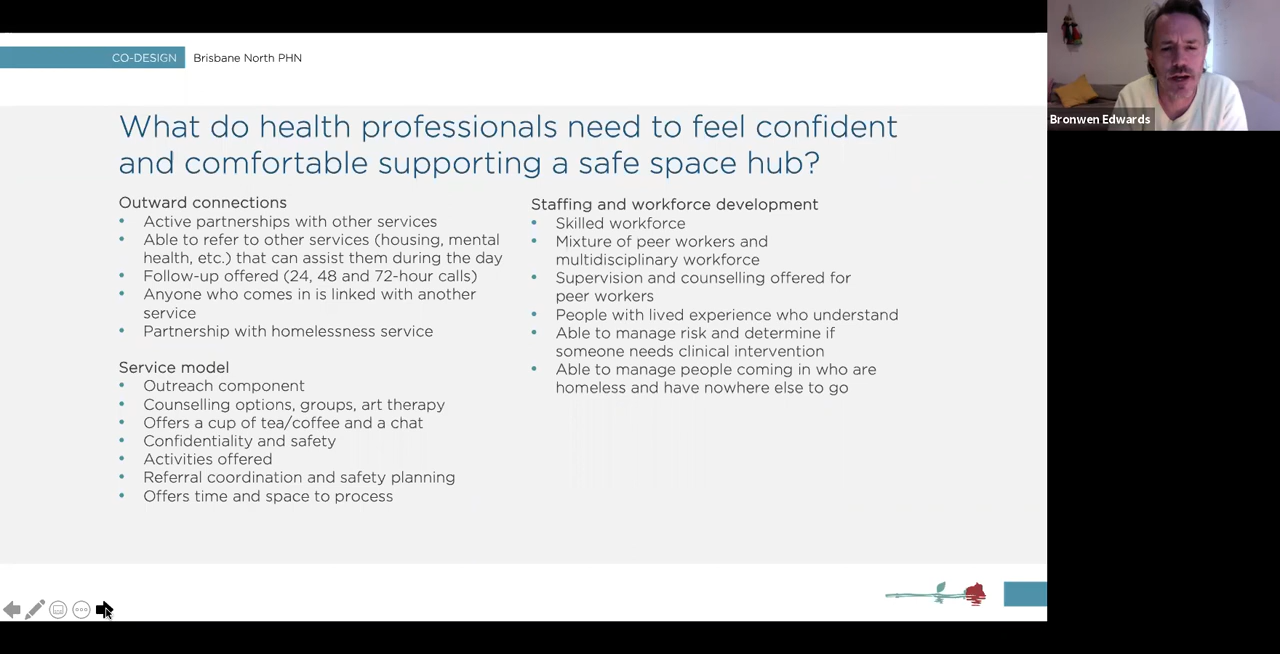 CO-DESIGN Brisbane North PHN
What do health professionals need to feel confident
and comfortable supporting a safe space hub?
Outward connections
• Active partnerships with other services
• Able to refer to other services (housing, mental
health, etc.) that can assist them during the day
• Follow-up offered (24, 48 and 72-hour calls)
• Anyone who comes in is linked with another
service
• Partnership with homelessness service
Service model
• Outreach component
• Counselling options, groups, art therapy
• Offers a cup of tea/coffee and a chat
• Confidentiality and safety
• Activities offered
• Referral coordination and safety planning
• Offers time and space to process
Staffing and workforce development
• Skilled workforce
• Mixture of peer workers and
multidisciplinary workforce
• Supervision and counselling offered for
peer workers
• People with lived experience who understand
• Able to manage risk and determine if
someone needs clinical intervention
• Able to manage people coming in who are
homeless and have nowhere else to go
Bronwen Edwards